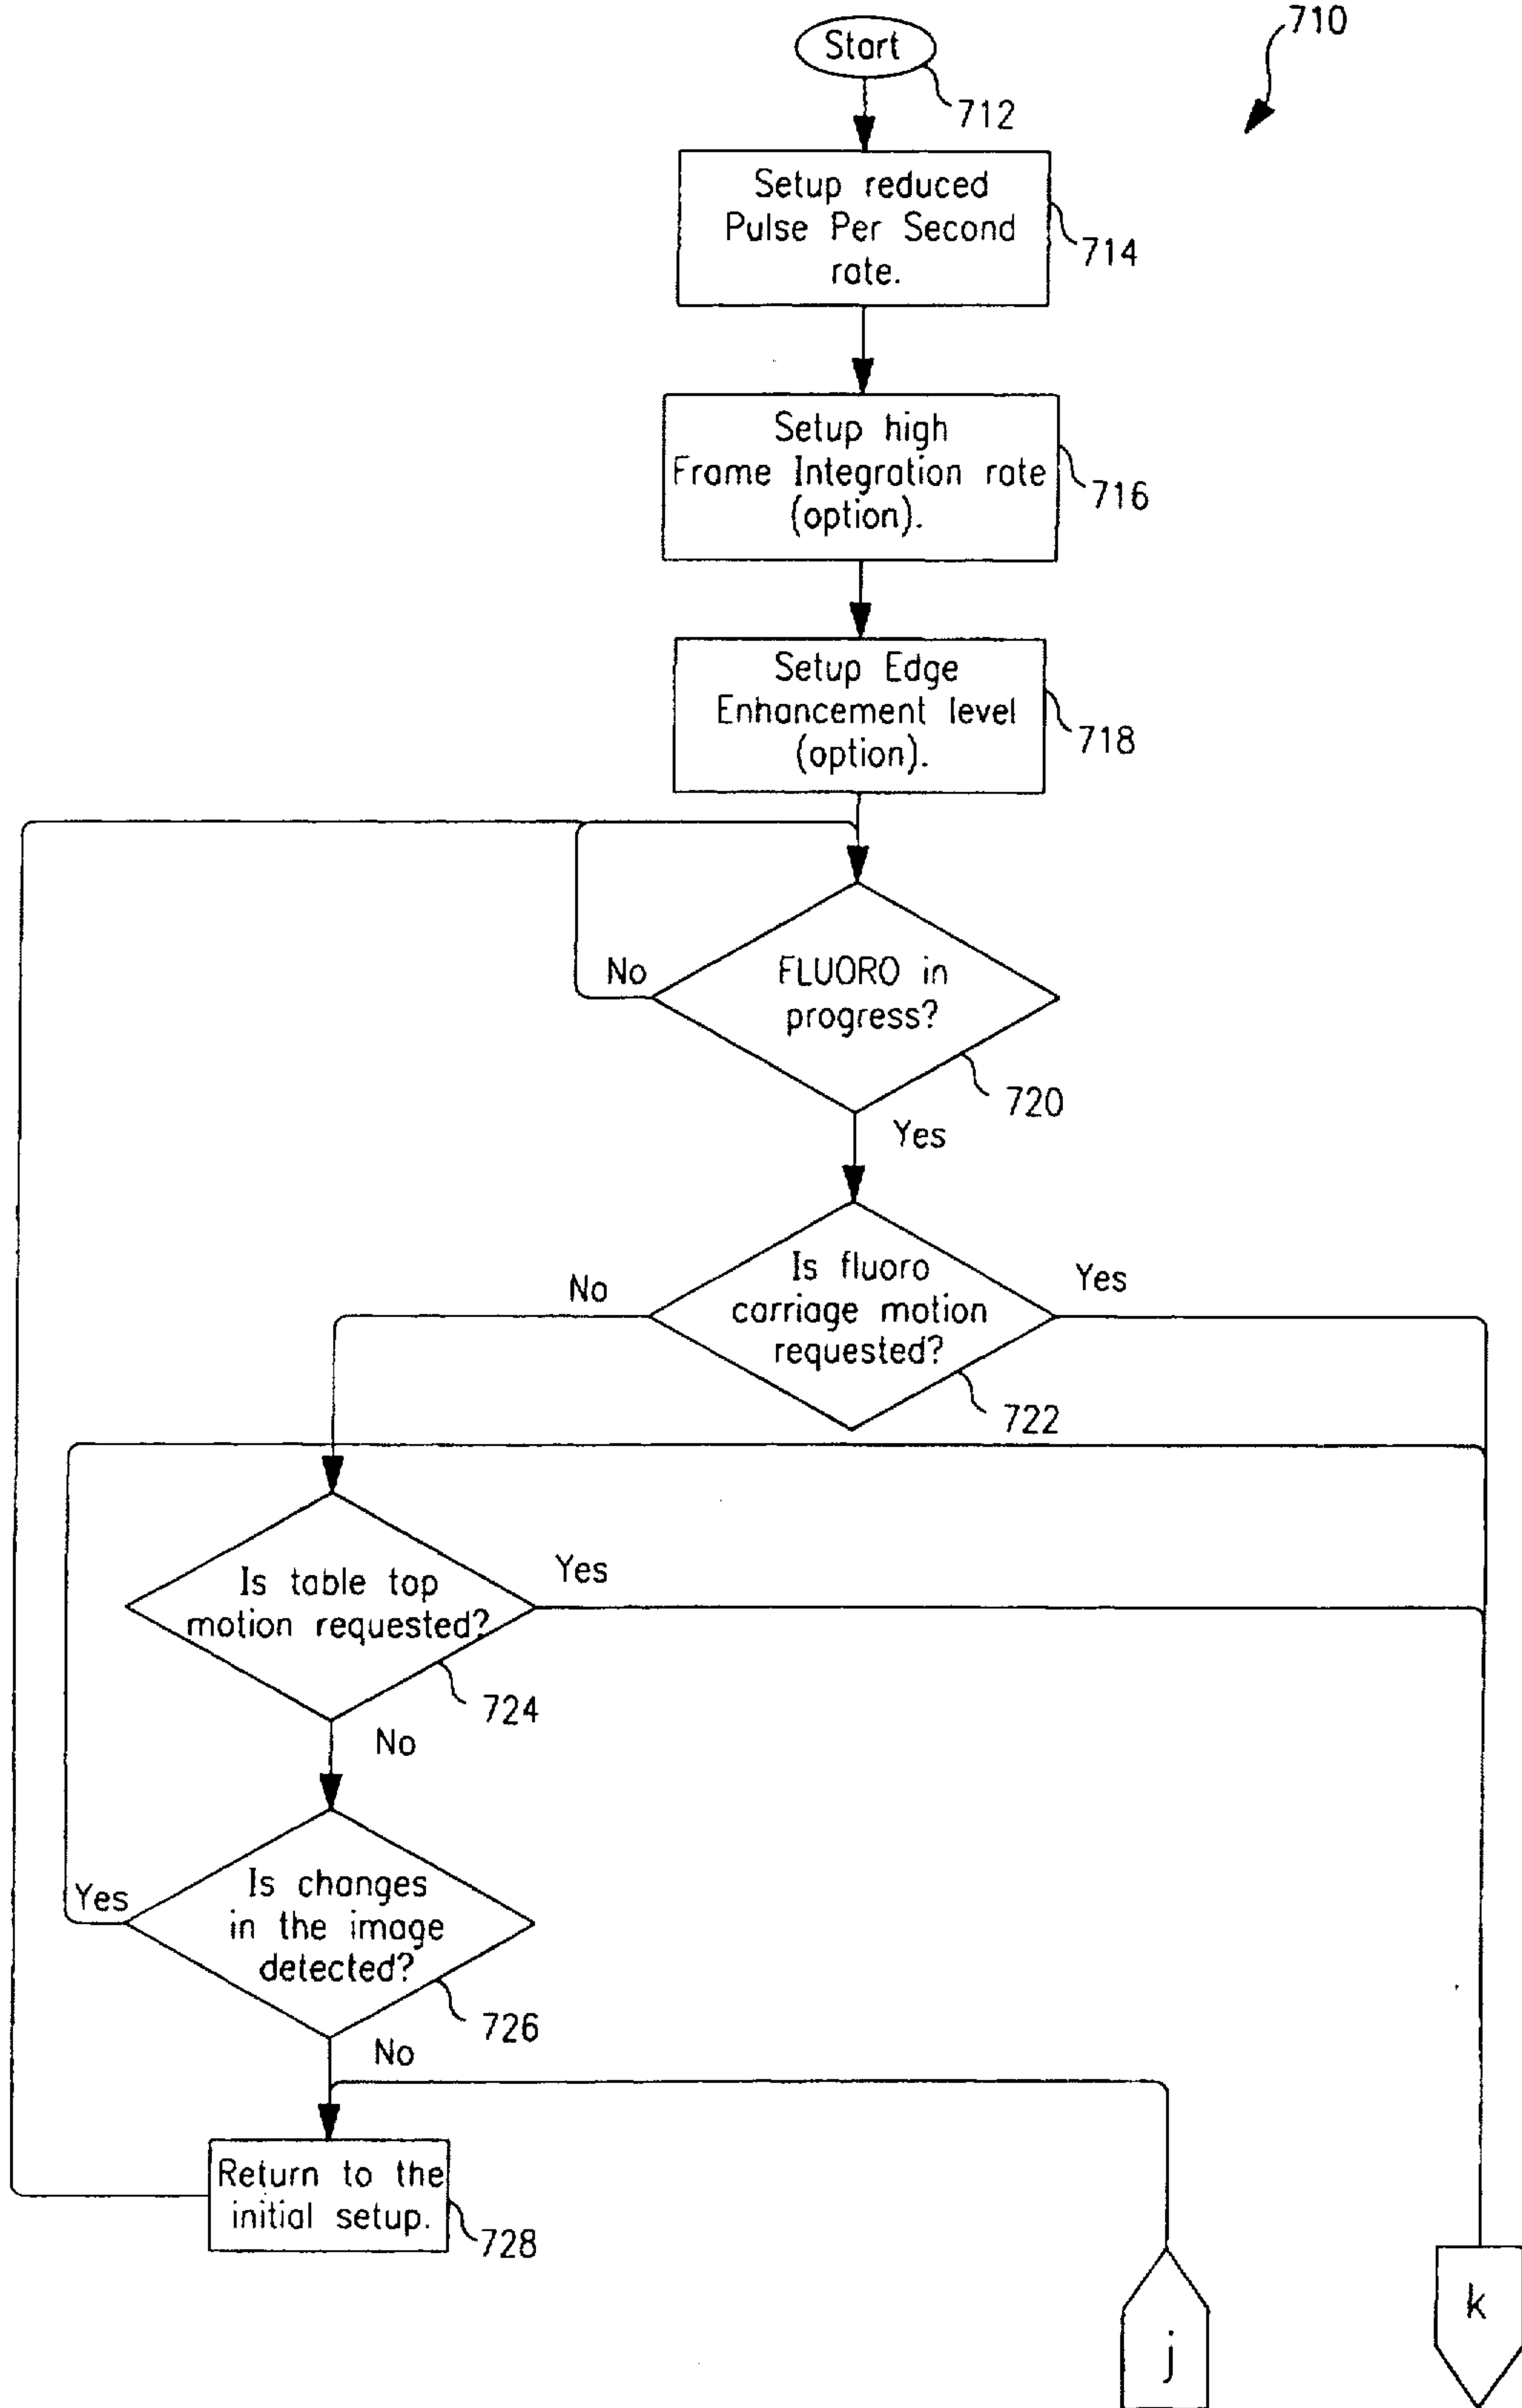 710
Start
712
Setup reduced
Pulse Per Second
rate.
714
Setup high
Frame Integration rate
(option).
716
Setup Edge
Enhancement level
(option).
718
No
FLUORO in
progress?
720
Yes
No
Is fluoro
carriage motion
requested?
Yes
722
Is table top
motion requested?
Yes
724
No
Yes
Is changes
in the image
detected?
726
No
Return to the
initial setup.
728
j
k